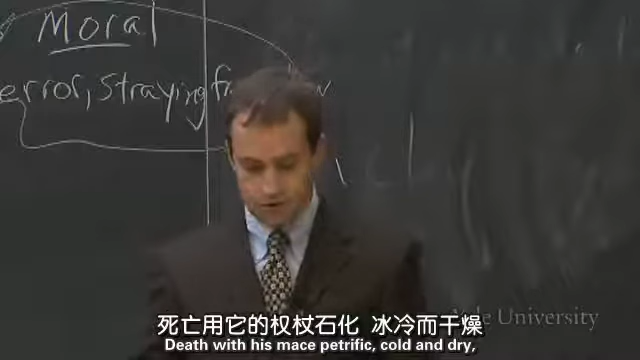 Moral
error, straying
Yale University
死亡用它的权杖石化 冰冷而干燥
Death with his mace petrific, cold and dry,